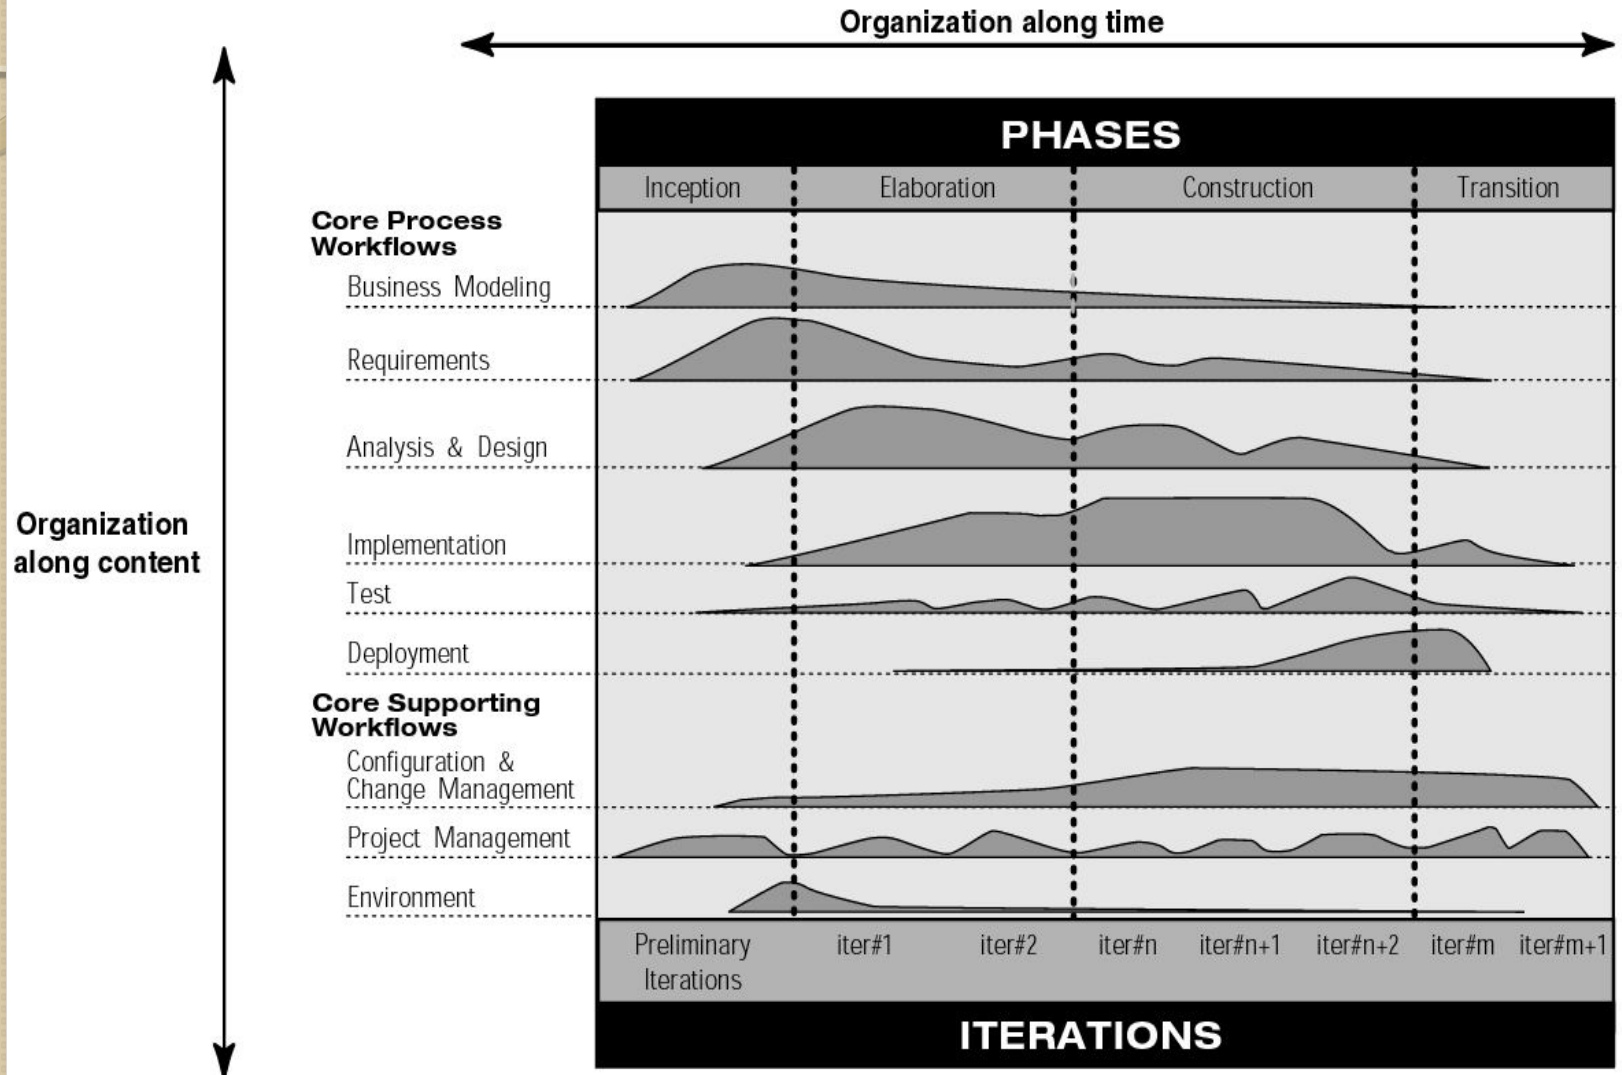 Organization along time
PHASES
Inception Elaboration Construction Transition
Core Process
Workflows
Business Modeling
Requirements
Analysis & Design
Organization
along content
Implementation
Test
Deployment
Core Supporting
Workflows
Configuration &
Change Management
Project Management
Environment
Preliminary
Iterations
iter#1 iter#2 iter#n iter#n+1 iter#n+2 iter#m iter#m+1
ITERATIONS